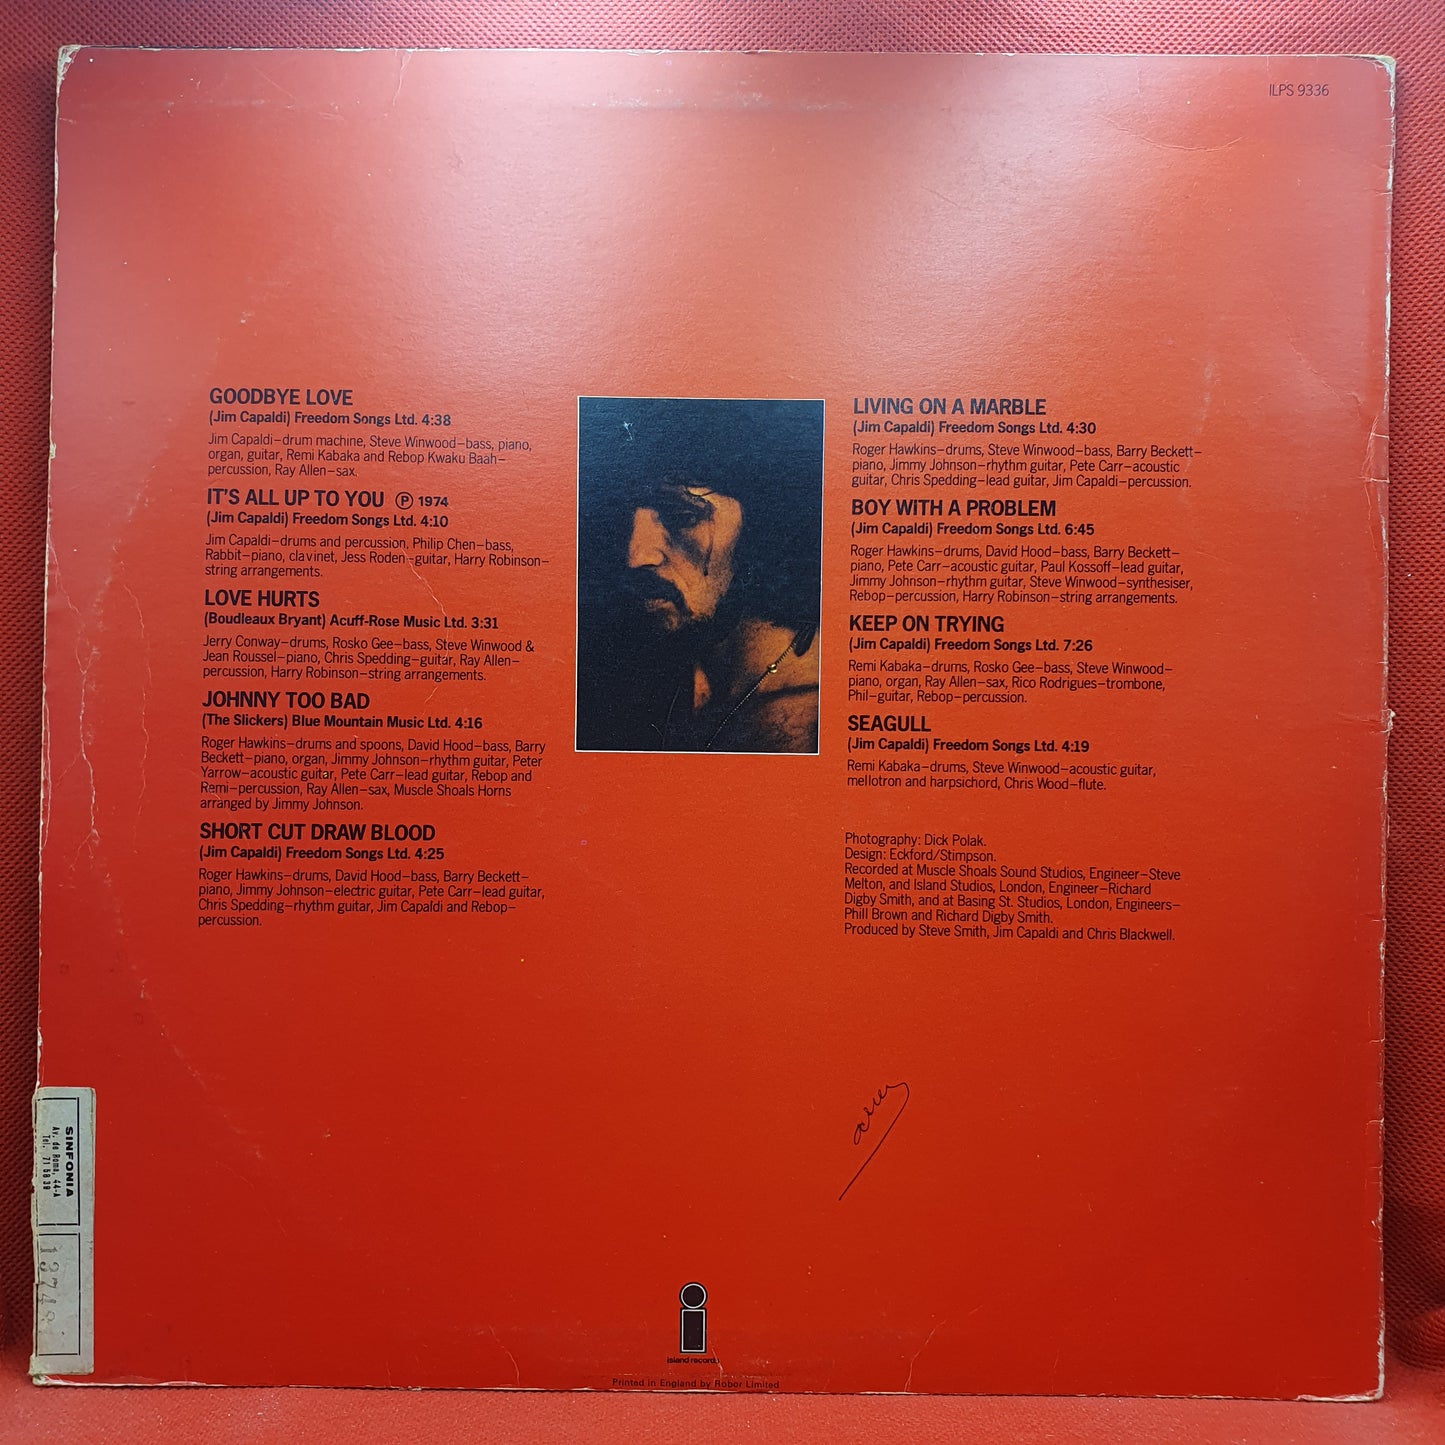 ILPS 9336
GOODBYE LOVE
(Jim Capaldi) Freedom Songs Ltd. 4:38
Jim Capaldi–drum machine, Steve Winwood–bass, piano,
organ, guitar, Remi Kabaka and Rebop Kwaku Baah–
percussion, Ray Allen–sax.
IT'S ALL UP TO YOU Ⓟ 1974
(Jim Capaldi) Freedom Songs Ltd. 4:10
Jim Capaldi–drums and percussion, Philip Chen–bass,
Rabbit–piano, clavinet, Jess Roden–guitar, Harry Robinson–
string arrangements.
LOVE HURTS
(Boudleaux Bryant) Acuff-Rose Music Ltd. 3:31
Jerry Conway–drums, Rosko Gee–bass, Steve Winwood &
Jean Roussel–piano, Chris Spedding–guitar, Ray Allen–
percussion, Harry Robinson–string arrangements.
JOHNNY TOO BAD
(The Slickers) Blue Mountain Music Ltd. 4:16
Roger Hawkins–drums and spoons, David Hood–bass, Barry
Beckett–piano, organ, Jimmy Johnson–rhythm guitar, Peter
Yarrow–acoustic guitar, Pete Carr–lead guitar, Rebop and
Remi–percussion, Ray Allen–sax, Muscle Shoals Horns
arranged by Jimmy Johnson.
SHORT CUT DRAW BLOOD
(Jim Capaldi) Freedom Songs Ltd. 4:25
Roger Hawkins–drums, David Hood–bass, Barry Beckett–
piano, Jimmy Johnson–electric guitar, Pete Carr–lead guitar,
Chris Spedding–rhythm guitar, Jim Capaldi and Rebop–
percussion.
LIVING ON A MARBLE
(Jim Capaldi) Freedom Songs Ltd. 4:30
Roger Hawkins–drums, Steve Winwood–bass, Barry Beckett–
piano, Jimmy Johnson–rhythm guitar, Pete Carr–acoustic
guitar, Chris Spedding–lead guitar, Jim Capaldi–percussion.
BOY WITH A PROBLEM
(Jim Capaldi) Freedom Songs Ltd. 6:45
Roger Hawkins–drums, David Hood–bass, Barry Beckett–
piano, Pete Carr–acoustic guitar, Paul Kossoff–lead guitar,
Jimmy Johnson–rhythm guitar, Steve Winwood–synthesiser,
Rebop–percussion, Harry Robinson–string arrangements.
KEEP ON TRYING
(Jim Capaldi) Freedom Songs Ltd. 7:26
Remi Kabaka–drums, Rosko Gee–bass, Steve Winwood–
piano, organ, Ray Allen–sax, Rico Rodrigues–trombone,
Phil–guitar, Rebop–percussion.
SEAGULL
(Jim Capaldi) Freedom Songs Ltd. 4:19
Remi Kabaka–drums, Steve Winwood–acoustic guitar,
mellotron and harpsichord, Chris Wood–flute.
Photography: Dick Polak.
Design: Eckford/Stimpson.
Recorded at Muscle Shoals Sound Studios, Engineer–Steve
Melton, and Island Studios, London, Engineer–Richard
Digby Smith, and at Basing St. Studios, London, Engineers–
Phill Brown and Richard Digby Smith.
Produced by Steve Smith, Jim Capaldi and Chris Blackwell.
SINFONIA
Av. de Roma, 44-A
Tel. 71 58 38
island records
Printed in England by Robor Limited